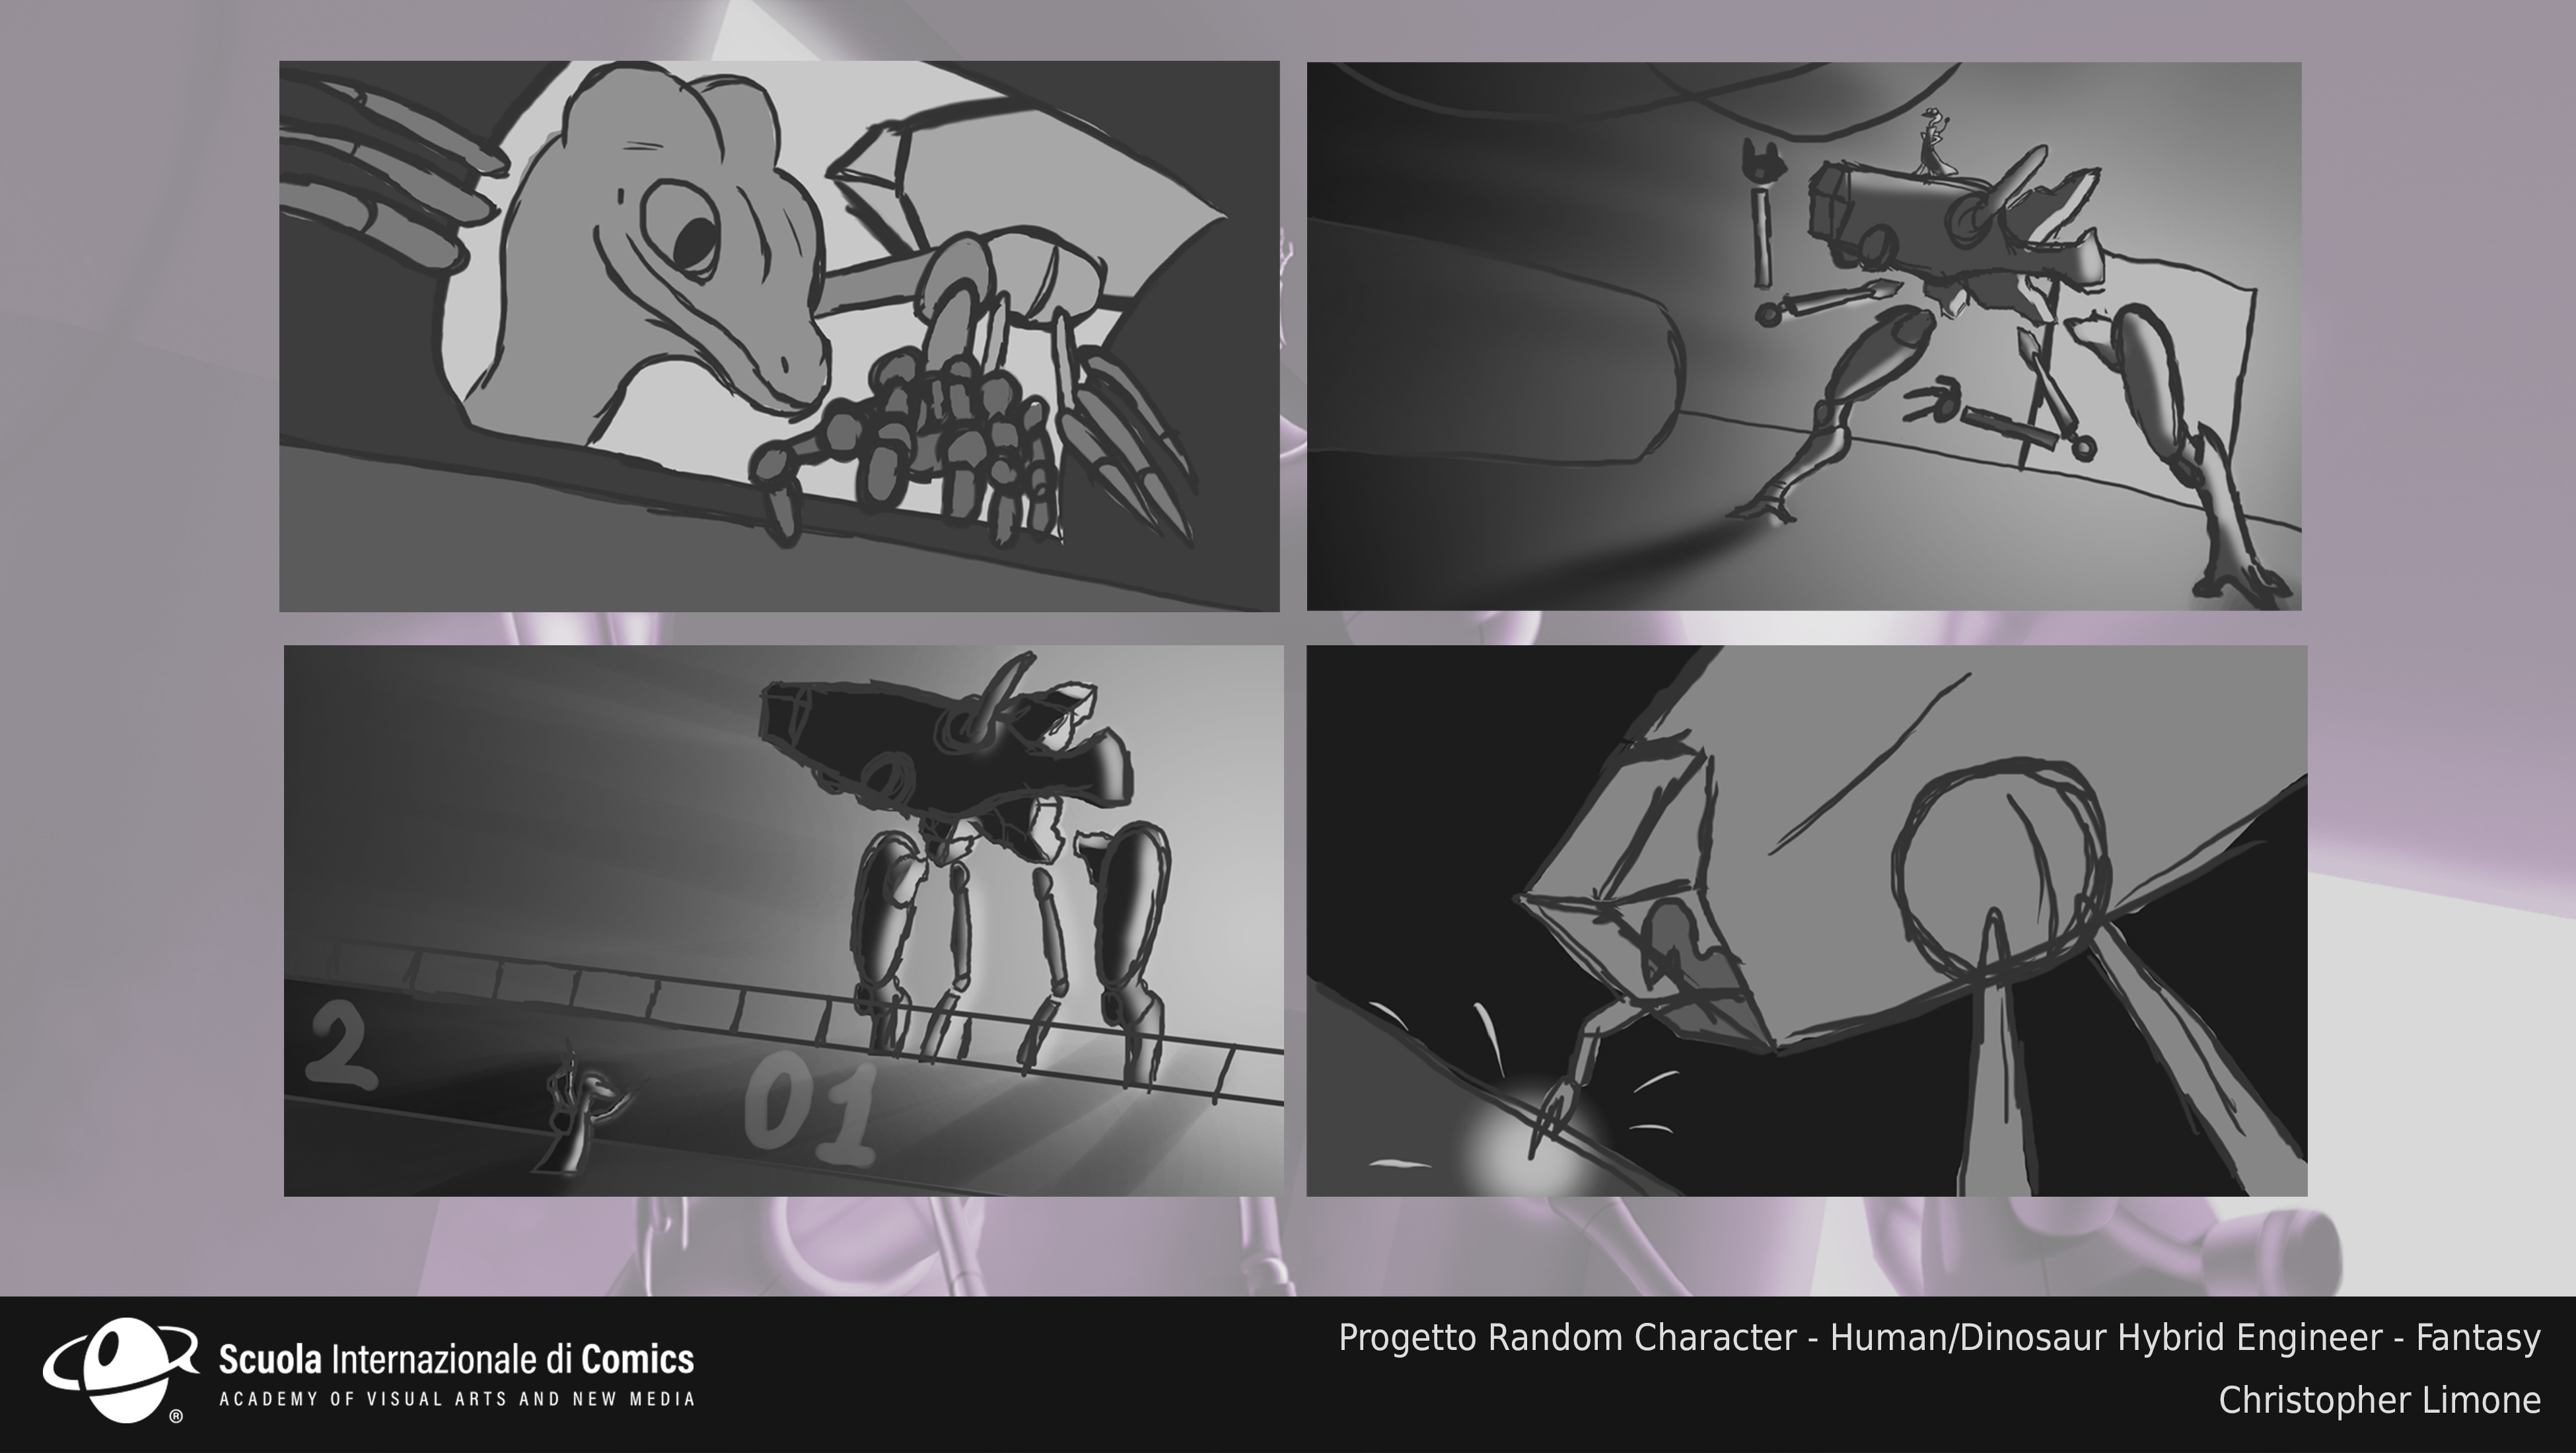 2
01
Scuola Internazionale di Comics
ACADEMY OF VISUAL ARTS AND NEW MEDIA
®
Progetto Random Character - Human/Dinosaur Hybrid Engineer - Fantasy
Christopher Limone